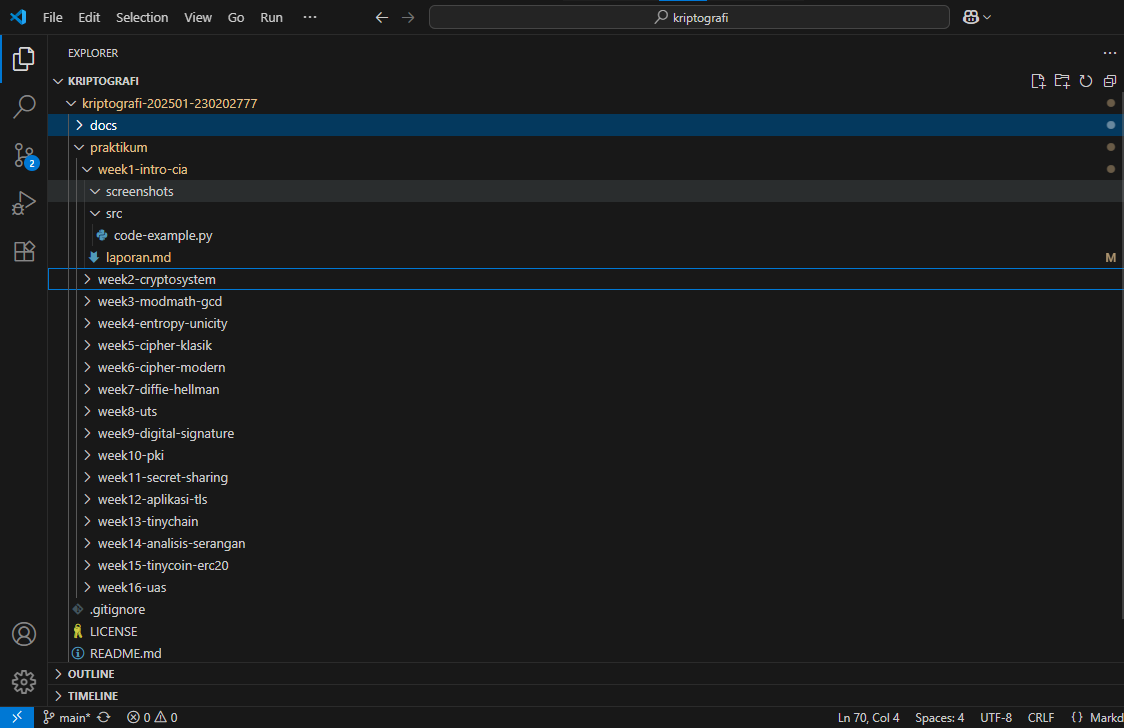 File Edit Selection View Go Run ···
kriptografi
EXPLORER
KRIPTOGRAFI
kriptografi-202501-230202777
docs
praktikum
week1-intro-cia
screenshots
src
code-example.py
laporan.md M
week2-cryptosystem
week3-modmath-gcd
week4-entropy-unicity
week5-cipher-klasik
week6-cipher-modern
week7-diffie-hellman
week8-uts
week9-digital-signature
week10-pki
week11-secret-sharing
week12-aplikasi-tls
week13-tinychain
week14-analisis-serangan
week15-tinycoin-erc20
week16-uas
.gitignore
LICENSE
README.md
OUTLINE
TIMELINE
2
main* 0 0 Ln 70, Col 4 Spaces: 4 UTF-8 CRLF {} Markd